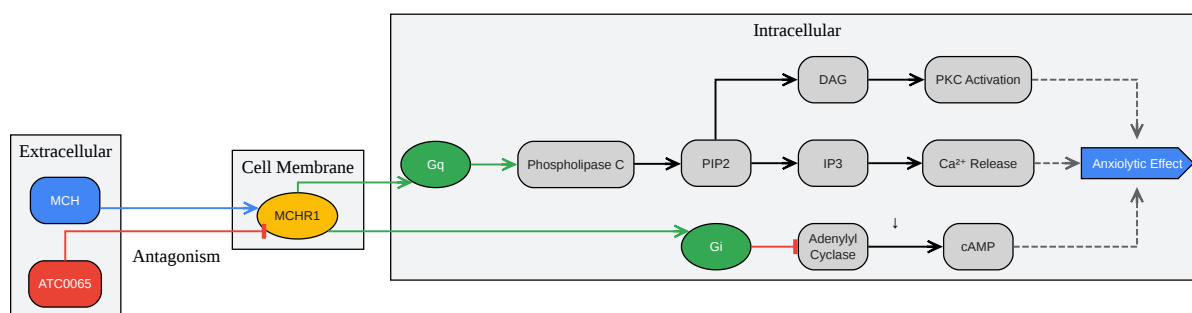 Intracellular
DAG
PKC Activation
Extracellular
Cell Membrane
Gq
Phospholipase C
PIP2
IP3
Ca²⁺ Release
Anxiolytic Effect
MCH
MCHR1
↓
Antagonism
Gi
Adenylyl
Cyclase
cAMP
ATC0065